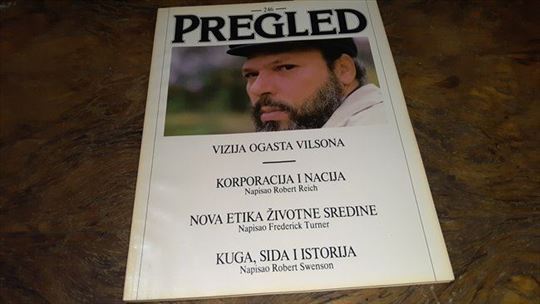 246
PREGLED
VIZIJA OGASTA VILSONA
KORPORACIJA I NACIJA
Napisao Robert Reich
NOVA ETIKA ŽIVOTNE SREDINE
Napisao Frederick Turner
KUGA, SIDA I ISTORIJA
Napisao Robert Swenson